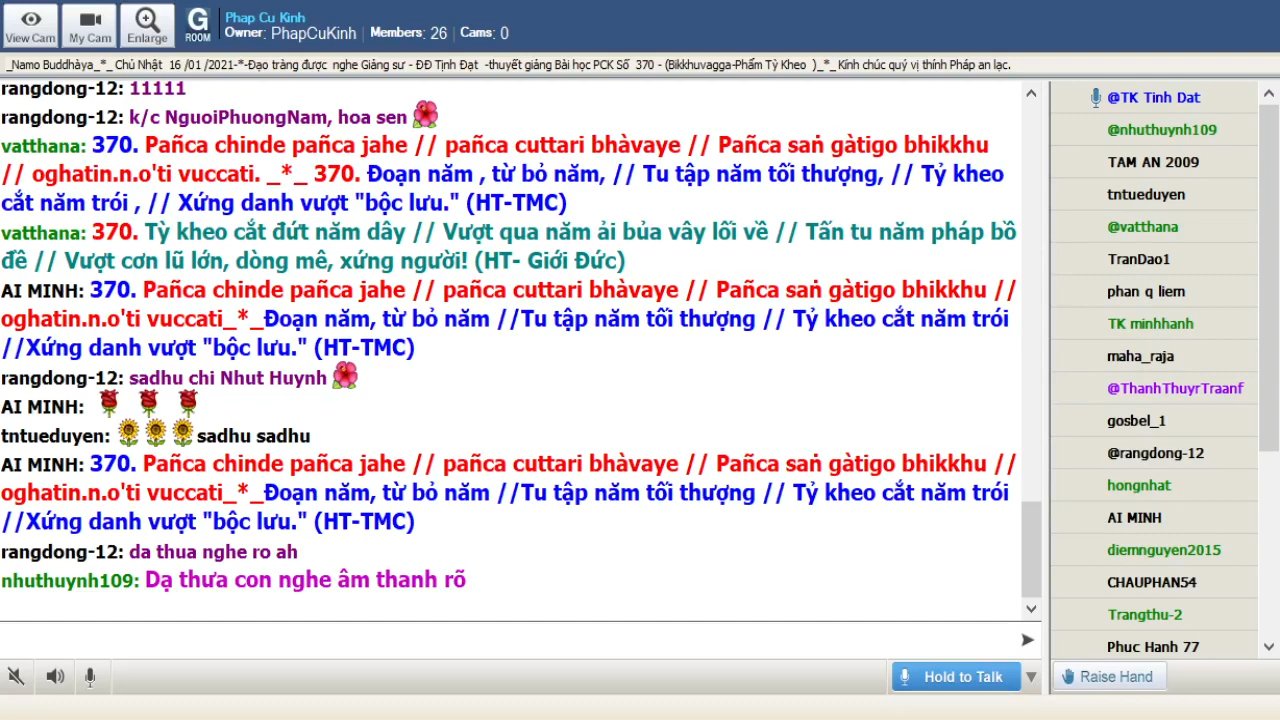 View Cam
My Cam
Enlarge
G
ROOM
Phap Cu Kinh
Owner: PhapCuKinh | Members: 26 | Cams: 0
_Namo Buddhàya_*_ Chủ Nhật 16 /01 /2021-*-Đạo tràng được nghe Giảng sư - ĐĐ Tịnh Đạt -thuyết giảng Bài học PCK Số 370 - (Bikkhuvagga-Phẩm Tỳ Kheo )_*_Kính chúc quý vị thính Pháp an lạc.
rangdong-12: 11111
rangdong-12: k/c NguoiPhuongNam, hoa sen
vatthana: 370. Pañca chinde pañca jahe // pañca cuttari bhàvaye // Pañca saṅ gàtigo bhikkhu
// oghatin.n.o'ti vuccati. _*_ 370. Đoạn năm , từ bỏ năm, // Tu tập năm tối thượng, // Tỷ kheo
cắt năm trói , // Xứng danh vượt "bộc lưu." (HT-TMC)
vatthana: 370. Tỳ kheo cắt đứt năm dây // Vượt qua năm ải bủa vây lối về // Tấn tu năm pháp bồ
đề // Vượt cơn lũ lớn, dòng mê, xứng người! (HT- Giới Đức)
AI MINH: 370. Pañca chinde pañca jahe // pañca cuttari bhàvaye // Pañca saṅ gàtigo bhikkhu //
oghatin.n.o'ti vuccati_*_Đoạn năm, từ bỏ năm //Tu tập năm tối thượng // Tỷ kheo cắt năm trói
//Xứng danh vượt "bộc lưu." (HT-TMC)
rangdong-12: sadhu chi Nhut Huynh
AI MINH:
tntueduyen: sadhu sadhu
AI MINH: 370. Pañca chinde pañca jahe // pañca cuttari bhàvaye // Pañca saṅ gàtigo bhikkhu //
oghatin.n.o'ti vuccati_*_Đoạn năm, từ bỏ năm //Tu tập năm tối thượng // Tỷ kheo cắt năm trói
//Xứng danh vượt "bộc lưu." (HT-TMC)
rangdong-12: da thua nghe ro ah
nhuthuynh109: Dạ thưa con nghe âm thanh rõ
Hold to Talk
@TK Tinh Dat
@nhuthuynh109
TAM AN 2009
tntueduyen
@vatthana
TranDao1
phan q liem
TK minhhanh
maha_raja
@ThanhThuyrTraanf
gosbel_1
@rangdong-12
hongnhat
AI MINH
diemnguyen2015
CHAUPHAN54
Trangthu-2
Phuc Hanh 77
Raise Hand